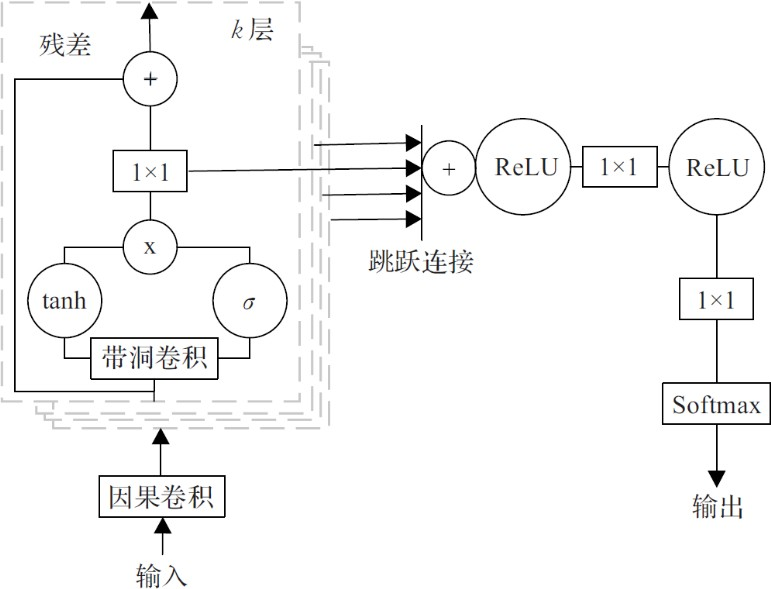 k层
残差
+
1×1
x
tanh
σ
带洞卷积
因果卷积
输入
+
跳跃连接
ReLU
1×1
ReLU
1×1
Softmax
输出